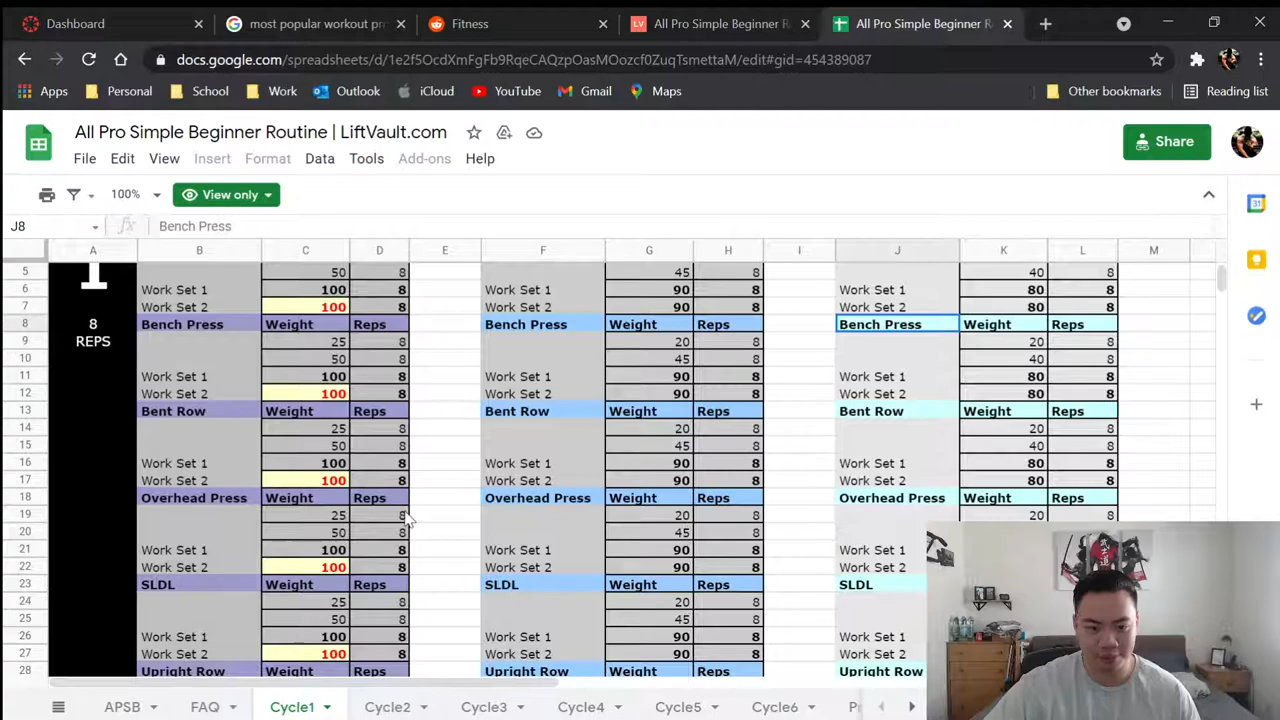 Dashboard
most popular workout pr
Fitness
LV All Pro Simple Beginner R
All Pro Simple Beginner R
docs.google.com/spreadsheets/d/1e2f5OcdXmFgFb9RqeCAQzpOasMOozcf0ZuqTsmettaM/edit#gid=454389087
Apps Personal School Work Outlook iCloud YouTube Gmail Maps Other bookmarks Reading list
All Pro Simple Beginner Routine | LiftVault.com
Share
File Edit View Insert Format Data Tools Add-ons Help
100% View only
J8 fx Bench Press
A B C D E F G H I J K L M
5 1 50 8 45 8 40 8
6 Work Set 1 100 8 Work Set 1 90 8 Work Set 1 80 8
7 Work Set 2 100 8 Work Set 2 90 8 Work Set 2 80 8
8 8 Bench Press Weight Reps Bench Press Weight Reps Bench Press Weight Reps
9 REPS 25 8 20 8 20 8
10 50 8 45 8 40 8
11 Work Set 1 100 8 Work Set 1 90 8 Work Set 1 80 8
12 Work Set 2 100 8 Work Set 2 90 8 Work Set 2 80 8
13 Bent Row Weight Reps Bent Row Weight Reps Bent Row Weight Reps
14 25 8 20 8 20 8
15 50 8 45 8 40 8
16 Work Set 1 100 8 Work Set 1 90 8 Work Set 1 80 8
17 Work Set 2 100 8 Work Set 2 90 8 Work Set 2 80 8
18 Overhead Press Weight Reps Overhead Press Weight Reps Overhead Press Weight Reps
19 25 8 20 8 20 8
20 50 8 45 8
21 Work Set 1 100 8 Work Set 1 90 8
22 Work Set 2 100 8 Work Set 2 90 8
23 SLDL Weight Reps SLDL Weight Reps SLDL
24 25 8 20 8
25 50 8 45 8
26 Work Set 1 100 8 Work Set 1 90 8
27 Work Set 2 100 8 Work Set 2 90 8
28 Upright Row Weight Reps Upright Row Weight Reps Upright Row
APSB FAQ Cycle1 Cycle2 Cycle3 Cycle4 Cycle5 Cycle6